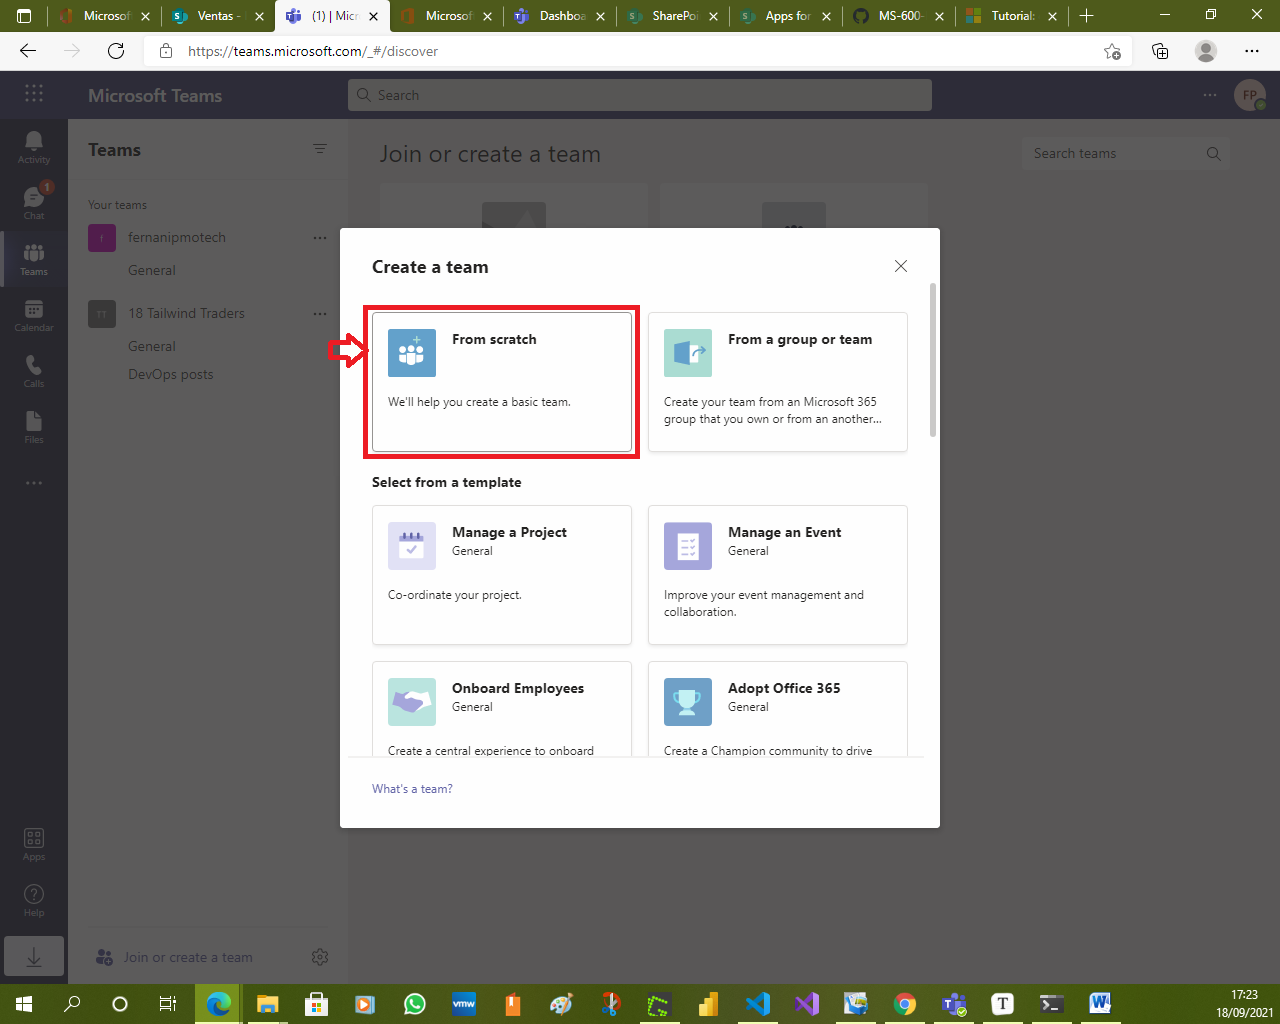 Microsof
Ventas -
(1) | Micr
Microsof
Dashboa
SharePoi
Apps for
MS-600-
Tutorial:
https://teams.microsoft.com/_#/discover
Microsoft Teams
Search
FP
Activity
1
Chat
Teams
Calendar
Calls
Files
Apps
Help
Teams
Your teams
f
fernanipmotech
General
TT
18 Tailwind Traders
General
DevOps posts
Join or create a team
Join or create a team
Search teams
Create a team
From scratch
We'll help you create a basic team.
From a group or team
Create your team from an Microsoft 365
group that you own or from an another...
Select from a template
Manage a Project
General
Co-ordinate your project.
Manage an Event
General
Improve your event management and
collaboration.
Onboard Employees
General
Create a central experience to onboard
Adopt Office 365
General
Create a Champion community to drive
What's a team?
vmw
17:23
18/09/2021